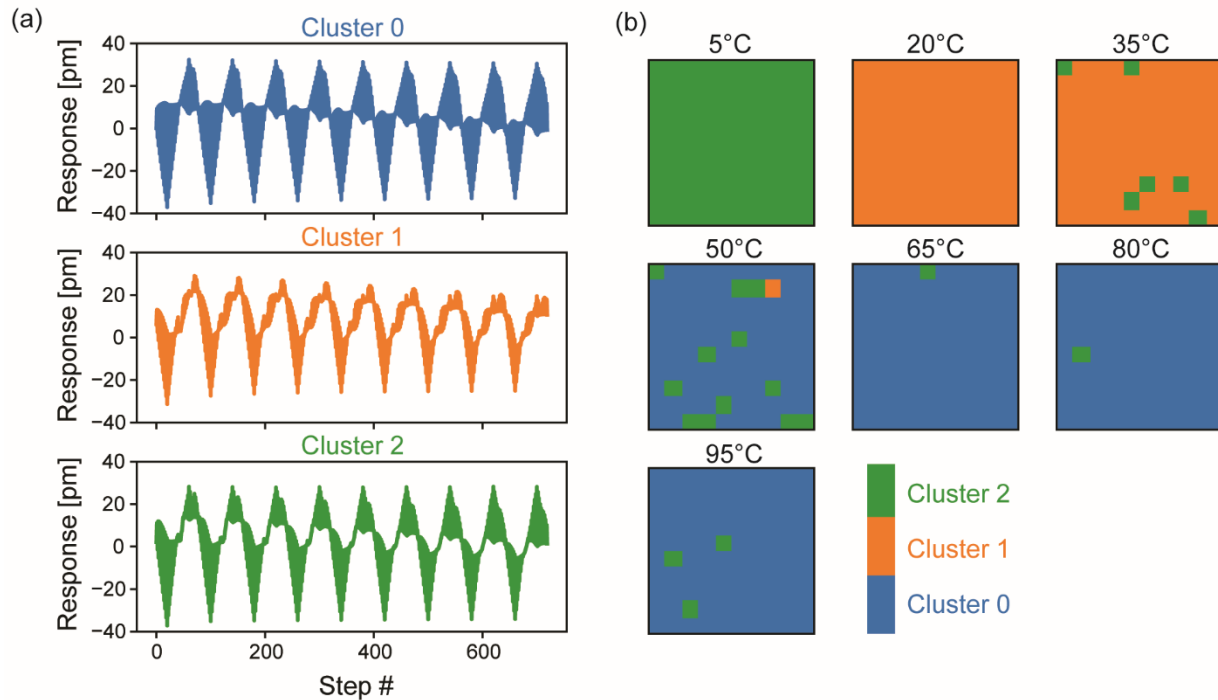 (a)
Cluster 0
40
20
0
−20
−40
Response [pm]
Cluster 1
40
20
0
−20
−40
Response [pm]
Cluster 2
40
20
0
−20
−40
Response [pm]
0 200 400 600
Step #
(b)
5°C 20°C 35°C
50°C 65°C 80°C
95°C
Cluster 2
Cluster 1
Cluster 0